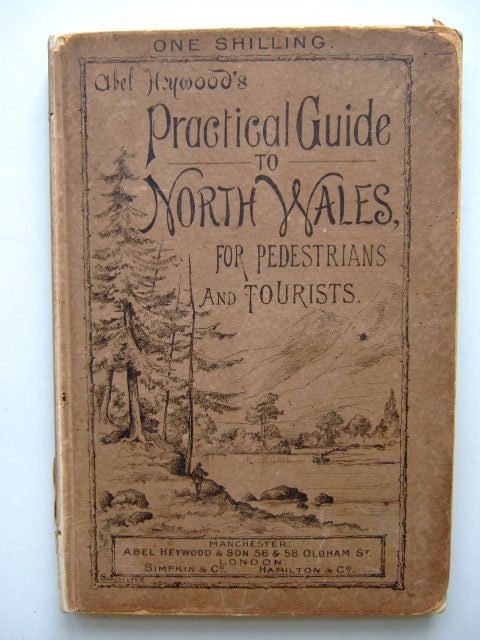 ONE SHILLING.
Abel Heywood's
Practical Guide
TO
NORTH WALES,
FOR PEDESTRIANS
AND TOURISTS.
MANCHESTER:
ABEL HEYWOOD & SON 56 & 58 OLDHAM ST.
LONDON:
SIMPKIN & CO. HAMILTON & CO.